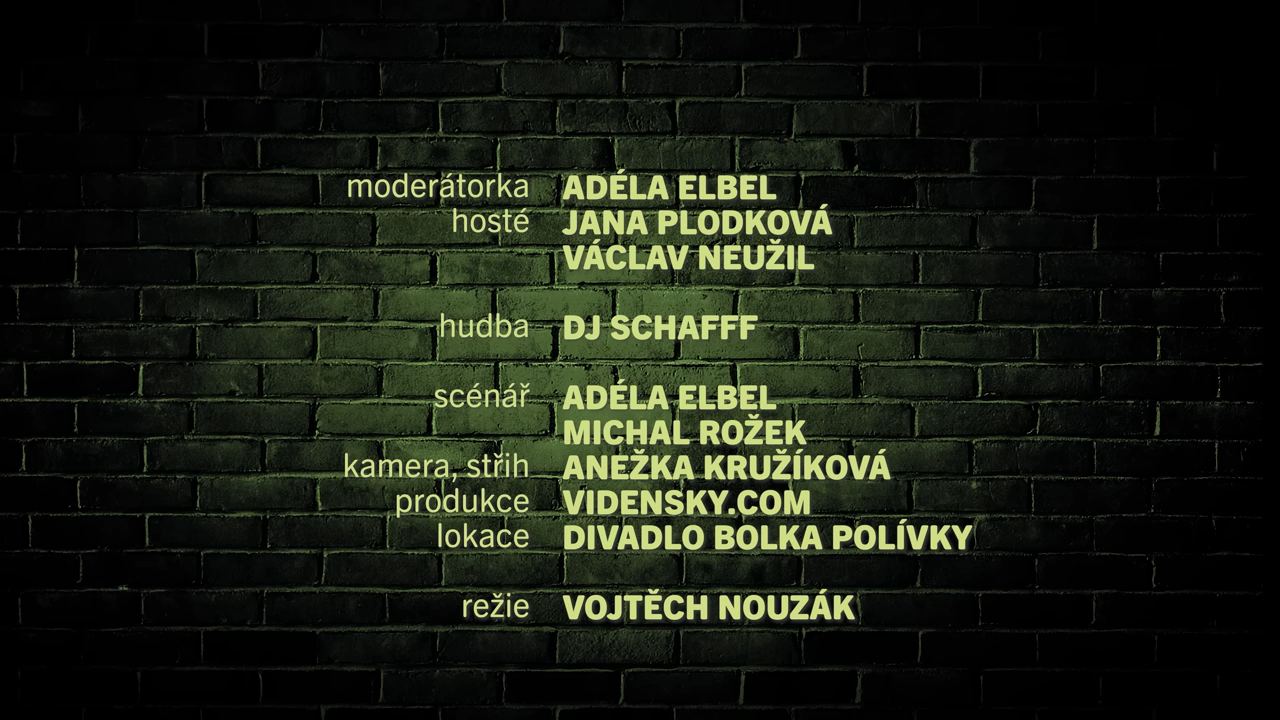 moderátorka ADÉLA ELBEL
hosté JANA PLODKOVÁ
VÁCLAV NEUŽIL
hudba DJ SCHAFFF
scénář ADÉLA ELBEL
MICHAL ROŽEK
kamera, střih ANEŽKA KRUŽÍKOVÁ
produkce VIDENSKY.COM
lokace DIVADLO BOLKA POLÍVKY
režie VOJTĚCH NOUZÁK